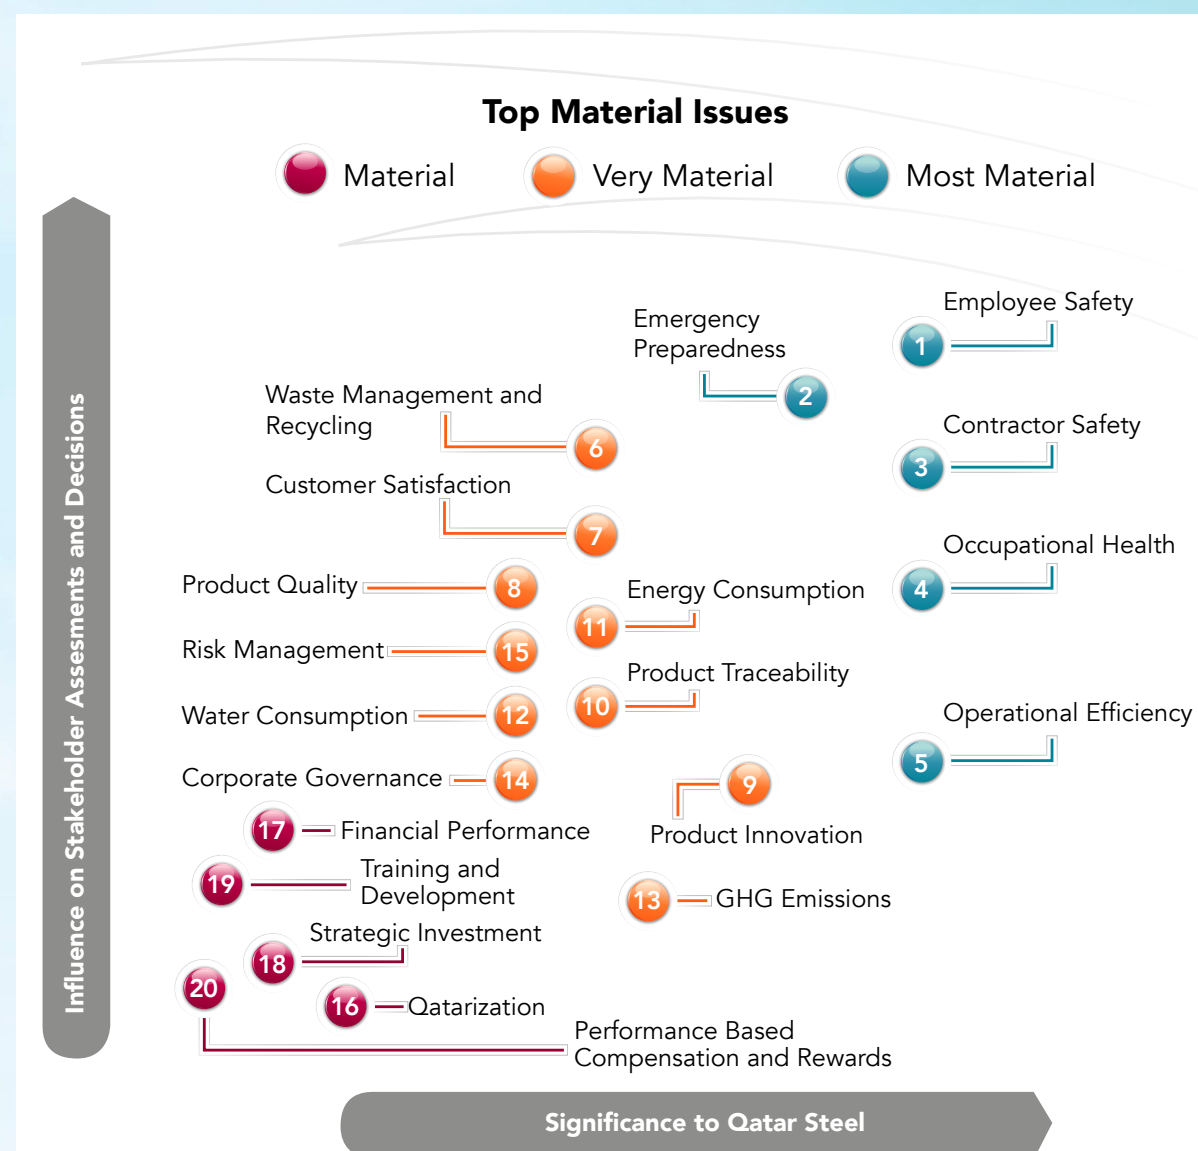 Top Material Issues
Material
Very Material
Most Material
Influence on Stakeholder Assesments and Decisions
Employee Safety
1
Emergency
Preparedness
2
Waste Management and
Recycling
6
Contractor Safety
3
Customer Satisfaction
7
Occupational Health
4
Product Quality
8
Energy Consumption
11
Risk Management
15
Product Traceability
10
Water Consumption
12
Operational Efficiency
5
Corporate Governance
14
9
Product Innovation
17
Financial Performance
19
Training and
Development
13
GHG Emissions
Strategic Investment
18
20
16
Qatarization
Performance Based
Compensation and Rewards
Significance to Qatar Steel